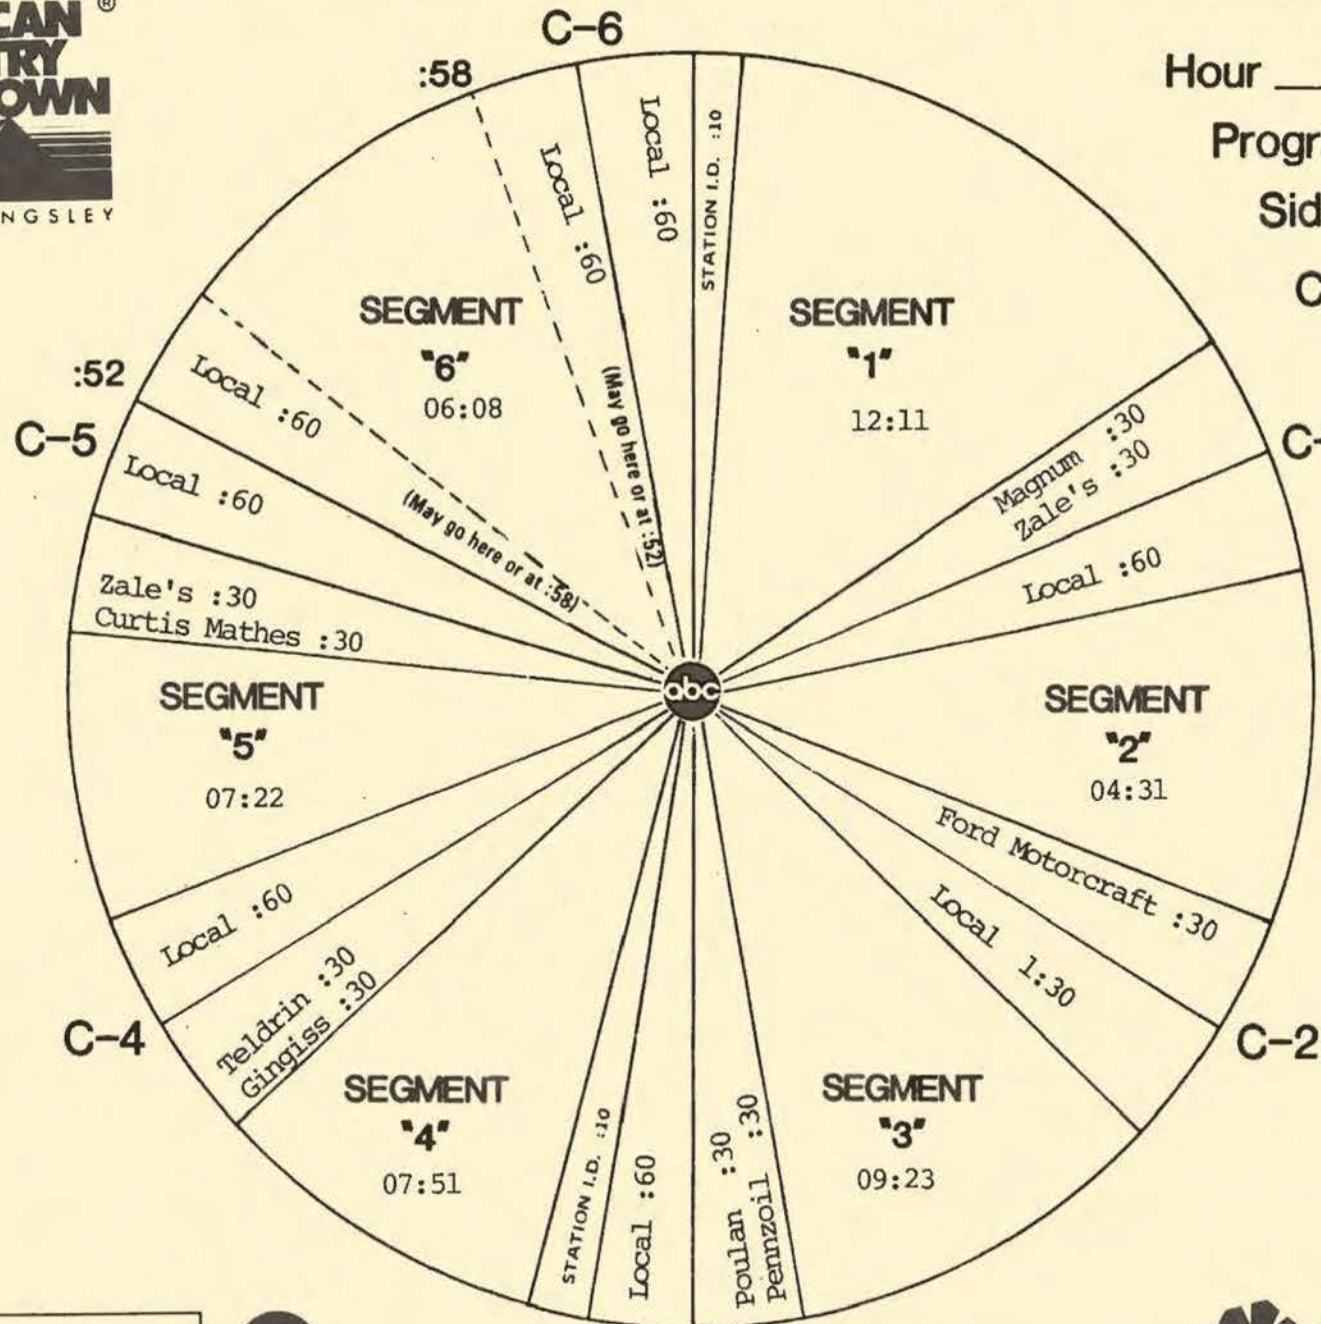 ®
NGSLEY
C-6
:58
Hour
Local :60
Local :60
STATION I.D. :10
(May go here or at :52)
SEGMENT
"6"
06:08
SEGMENT
"1"
12:11
:52
C-5
Local :60
(May go here or at :58)
Local :60
Zale's :30
Curtis Mathes :30
Magnum :30
Zale's :30
Local :60
abc
SEGMENT
"5"
07:22
SEGMENT
"2"
04:31
Ford Motorcraft :30
Local 1:30
C-2
Local :60
C-4
Teldrin :30
Gingiss :30
SEGMENT
"4"
07:51
SEGMENT
"3"
09:23
STATION I.D. :10
Local :60
Poulan :30
Pennzoil :30